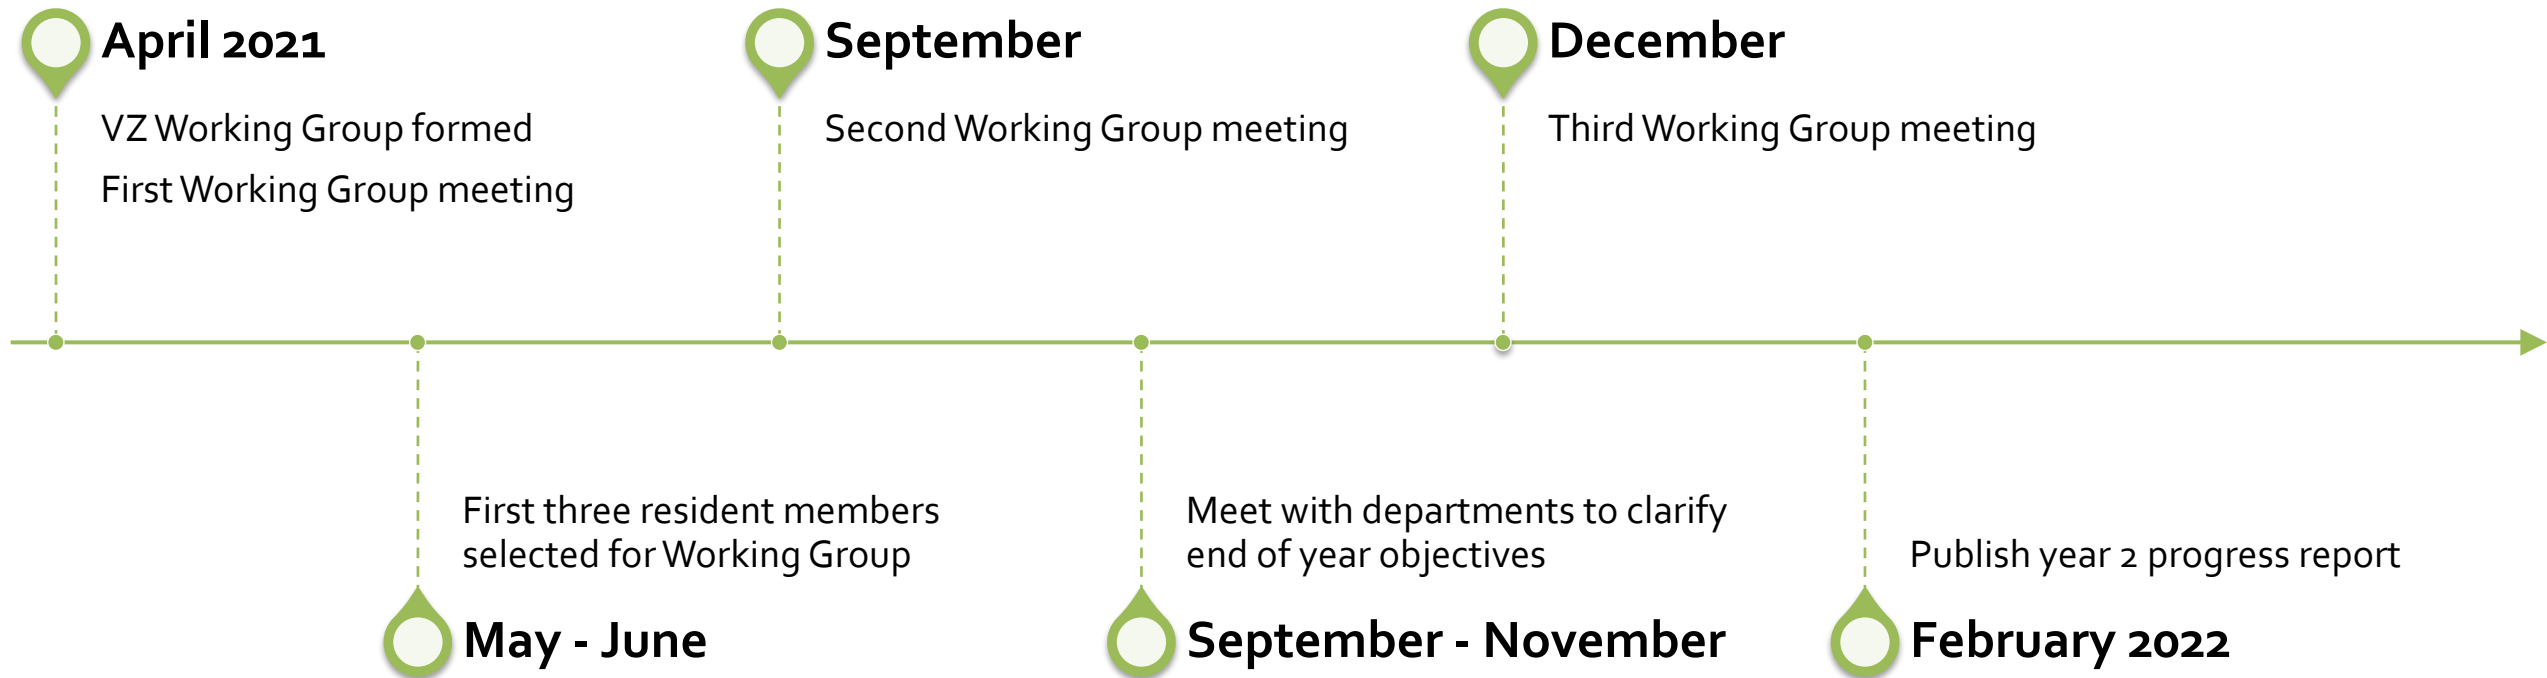 April 2021
VZ Working Group formed
First Working Group meeting
First three resident members
selected for Working Group
May - June
September
Second Working Group meeting
Meet with departments to clarify
end of year objectives
September - November
December
Third Working Group meeting
Publish year 2 progress report
February 2022